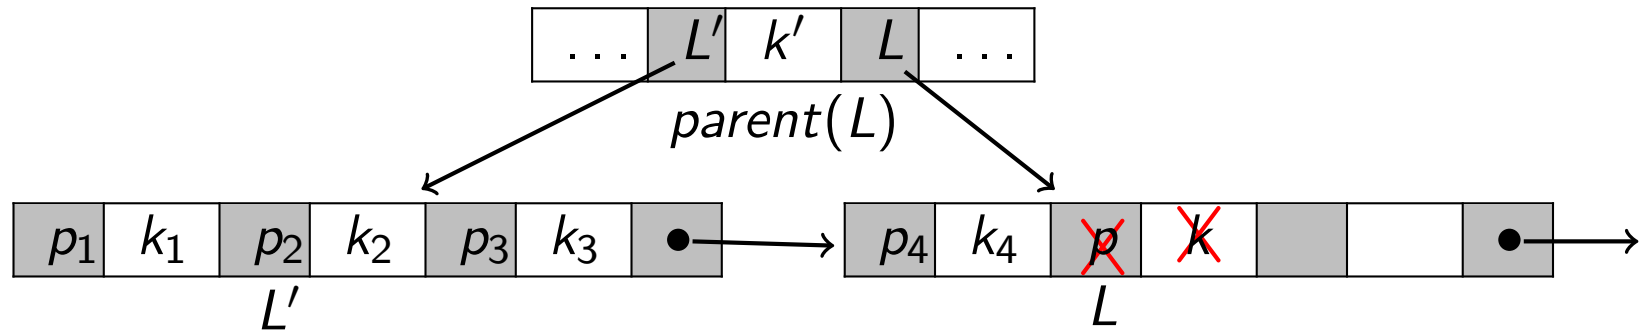 ... L′ k′ L ...
parent(L)
p₁ k₁ p₂ k₂ p₃ k₃ p₄ k₄ p k
L′ L